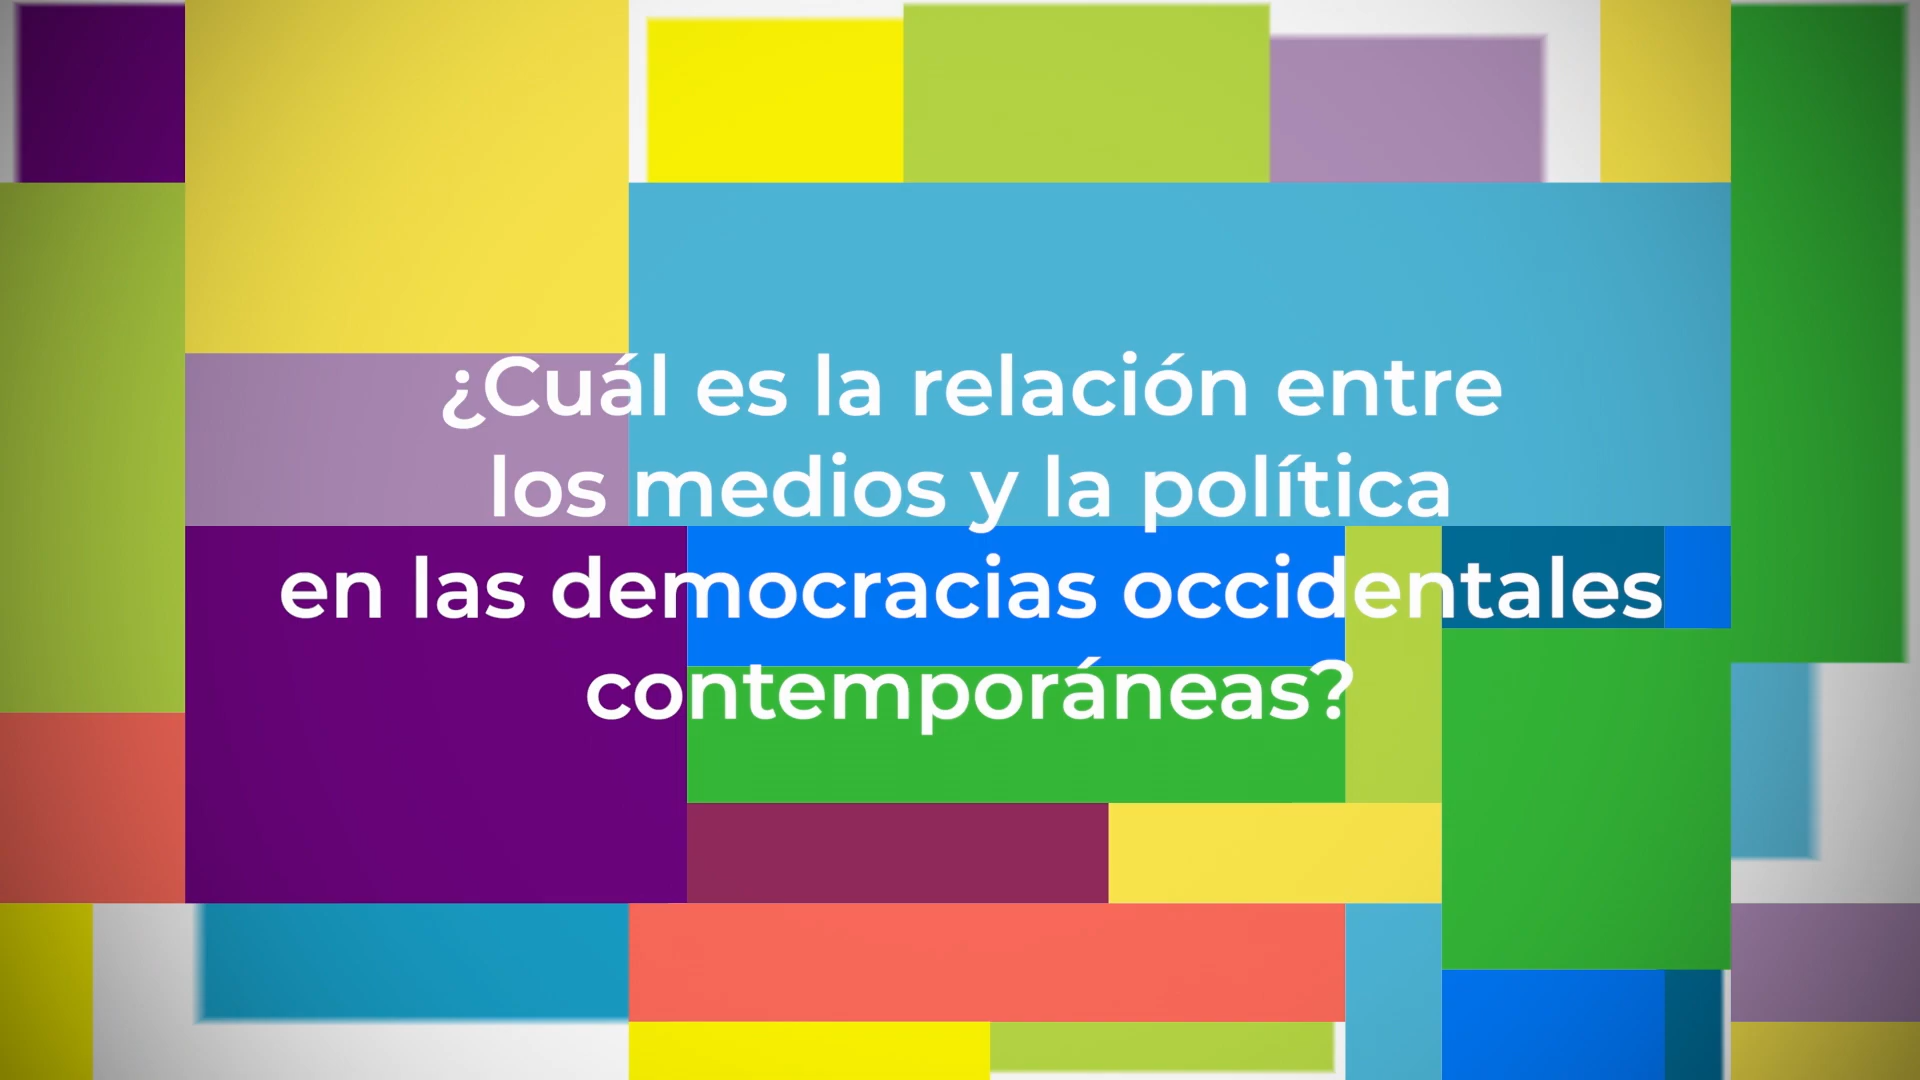 ¿Cuál es la relación entre
los medios y la política
en las democracias occidentales
contemporáneas?